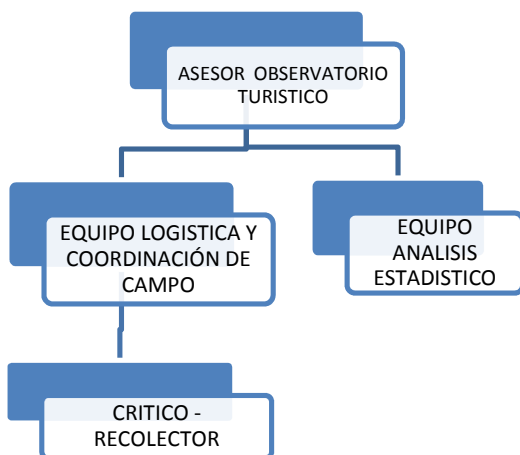 ASESOR OBSERVATORIO
TURISTICO
EQUIPO LOGISTICA Y
COORDINACIÓN DE
CAMPO
EQUIPO
ANALISIS
ESTADISTICO
CRITICO -
RECOLECTOR